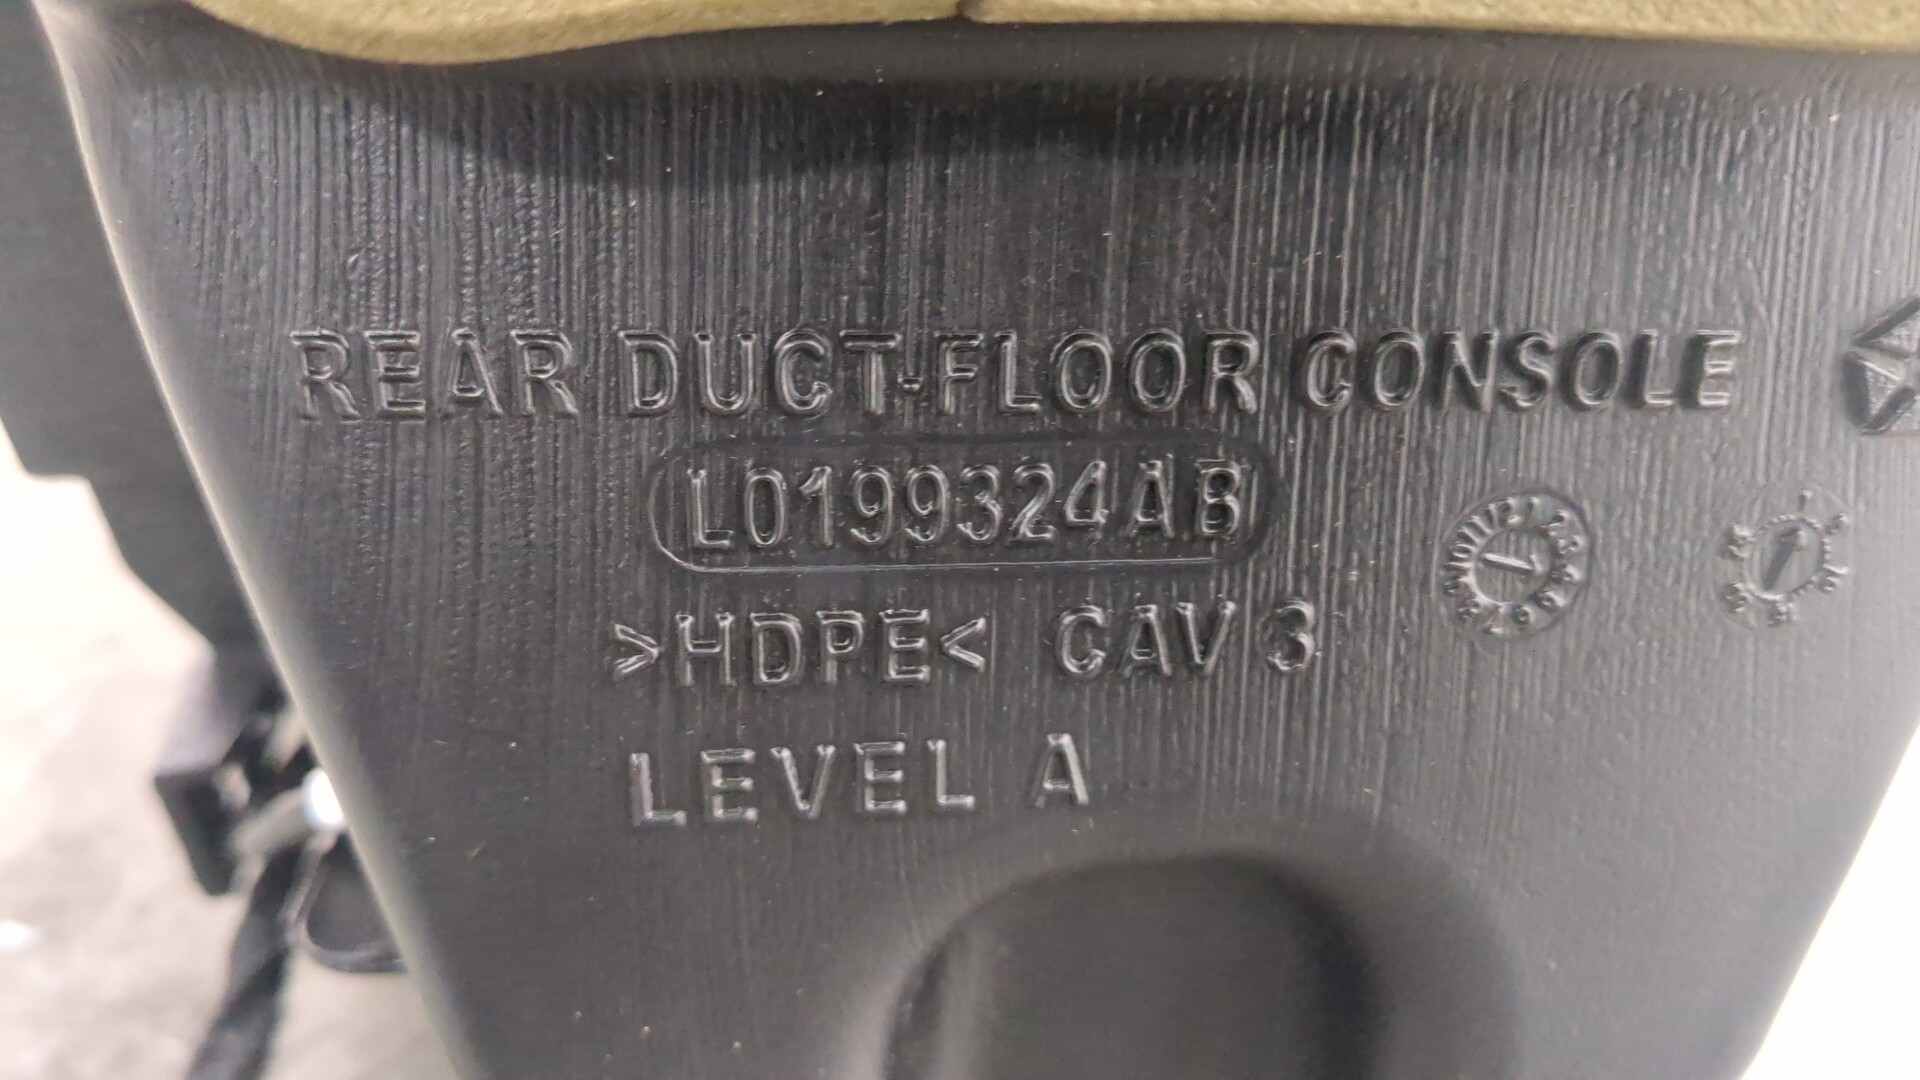 REAR DUCT-FLOOR CONSOLE
L0199324AB
>HDPE< CAV 3
LEVEL A